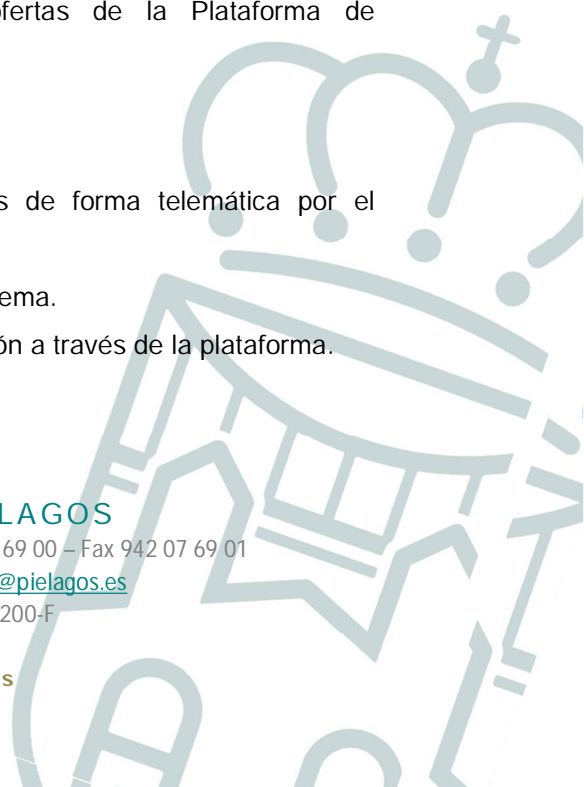 ofertas de la Plataforma de
s de forma telemática por el
ema.
ón a través de la plataforma.
LAGOS
69 00 – Fax 942 07 69 01
@pielagos.es
200-F
s